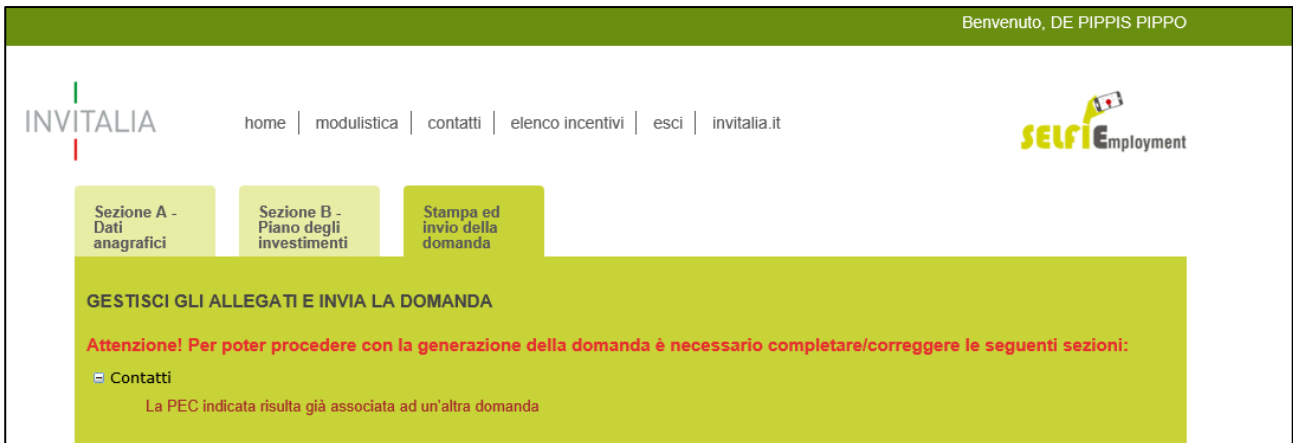 Benvenuto, DE PIPPIS PIPPO
INVITALIA
home | modulistica | contatti | elenco incentivi | esci | invitalia.it
SELFIEmployment
Sezione A -
Dati
anagrafici
Sezione B -
Piano degli
investimenti
Stampa ed
invio della
domanda
GESTISCI GLI ALLEGATI E INVIA LA DOMANDA
Attenzione! Per poter procedere con la generazione della domanda è necessario completare/correggere le seguenti sezioni:
Contatti
La PEC indicata risulta già associata ad un'altra domanda